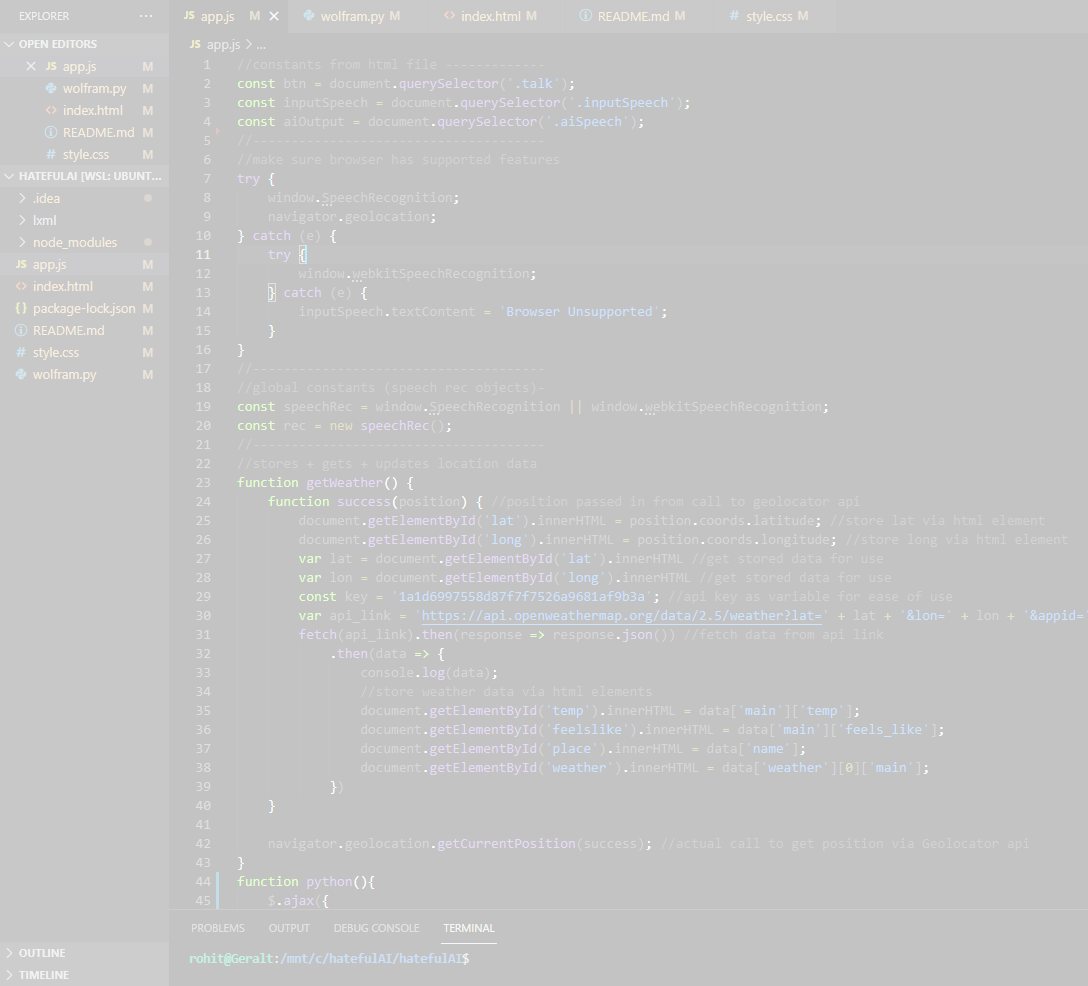 EXPLORER ···
OPEN EDITORS
JS app.js M
wolfram.py M
index.html M
README.md M
# style.css M
HATEFULAI [WSL: UBUNT...
.idea
lxml
node_modules
JS app.js M
index.html M
{} package-lock.json M
README.md M
# style.css M
wolfram.py M
OUTLINE
TIMELINE
JS app.js M wolfram.py M index.html M README.md M # style.css M
JS app.js > ...
1 //constants from html file -------------
2 const btn = document.querySelector('.talk');
3 const inputSpeech = document.querySelector('.inputSpeech');
4 const aiOutput = document.querySelector('.aiSpeech');
5 //--------------------------------------
6 //make sure browser has supported features
7 try {
8 window.SpeechRecognition;
9 navigator.geolocation;
10 } catch (e) {
11 try {
12 window.webkitSpeechRecognition;
13 } catch (e) {
14 inputSpeech.textContent = `Browser Unsupported`;
15 }
16 }
17 //--------------------------------------
18 //global constants (speech rec objects)-
19 const speechRec = window.SpeechRecognition || window.webkitSpeechRecognition;
20 const rec = new speechRec();
21 //--------------------------------------
22 //stores + gets + updates location data
23 function getWeather() {
24 function success(position) { //position passed in from call to geolocator api
25 document.getElementById('lat').innerHTML = position.coords.latitude; //store lat via html element
26 document.getElementById('long').innerHTML = position.coords.longitude; //store long via html element
27 var lat = document.getElementById('lat').innerHTML //get stored data for use
28 var lon = document.getElementById('long').innerHTML //get stored data for use
29 const key = '1a1d6997558d87f7f7526a9681af9b3a'; //api key as variable for ease of use
30 var api_link = 'https://api.openweathermap.org/data/2.5/weather?lat=' + lat + '&lon=' + lon + '&appid=
31 fetch(api_link).then(response => response.json()) //fetch data from api link
32 .then(data => {
33 console.log(data);
34 //store weather data via html elements
35 document.getElementById('temp').innerHTML = data['main']['temp'];
36 document.getElementById('feelslike').innerHTML = data['main']['feels_like'];
37 document.getElementById('place').innerHTML = data['name'];
38 document.getElementById('weather').innerHTML = data['weather'][0]['main'];
39 })
40 }
41
42 navigator.geolocation.getCurrentPosition(success); //actual call to get position via Geolocator api
43 }
44 function python(){
45 $.ajax({
PROBLEMS OUTPUT DEBUG CONSOLE TERMINAL
rohit@Geralt:/mnt/c/hatefulAI/hatefulAI$